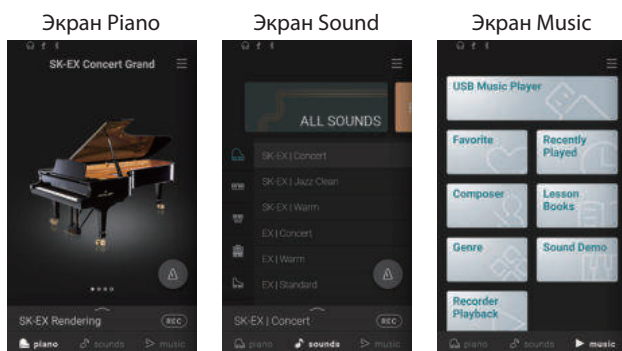 Экран Piano
SK-EX Concert Grand
SK-EX Rendering
REC
piano sounds music
Экран Sound
ALL SOUNDS
SK-EX | Concert
SK-EX | Jazz Clean
SK-EX | Warm
EX | Concert
EX | Warm
EX | Standard
SK-EX | Concert
REC
piano sounds music
Экран Music
USB Music Player
Favorite
Recently
Played
Composer
Lesson
Books
Genre
Sound Demo
Recorder
Playback
piano sounds music